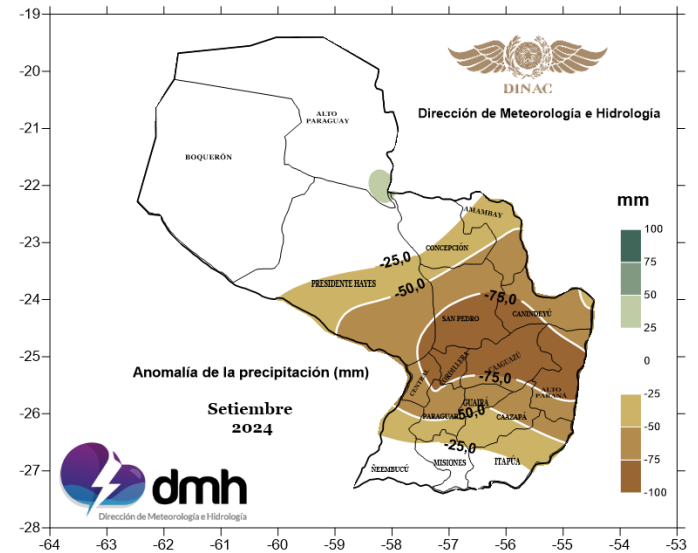 -19
-20
-21
-22
-23
-24
-25
-26
-27
-28
-64
-63
-62
-61
-60
-59
-58
-57
-56
-55
-54
-53
DINAC
Dirección de Meteorología e Hidrología
ALTO
PARAGUAY
BOQUERÓN
AMAMBAY
CONCEPCIÓN
-25,0
PRESIDENTE HAYES
-50,0
-75,0
SAN PEDRO
CANINDEYÚ
CORDILLERA
CAAGUAZÚ
CENTRAL
-75,0
ALTO
PARANÁ
GUAIRÁ
PARAGUARÍ
-50,0
CAAZAPÁ
-25,0
ÑEEMBUCÚ
MISIONES
ITAPÚA
mm
100
75
50
25
0
-25
-50
-75
-100
Anomalía de la precipitación (mm)
Setiembre
2024
dmh
Dirección de Meteorología e Hidrología